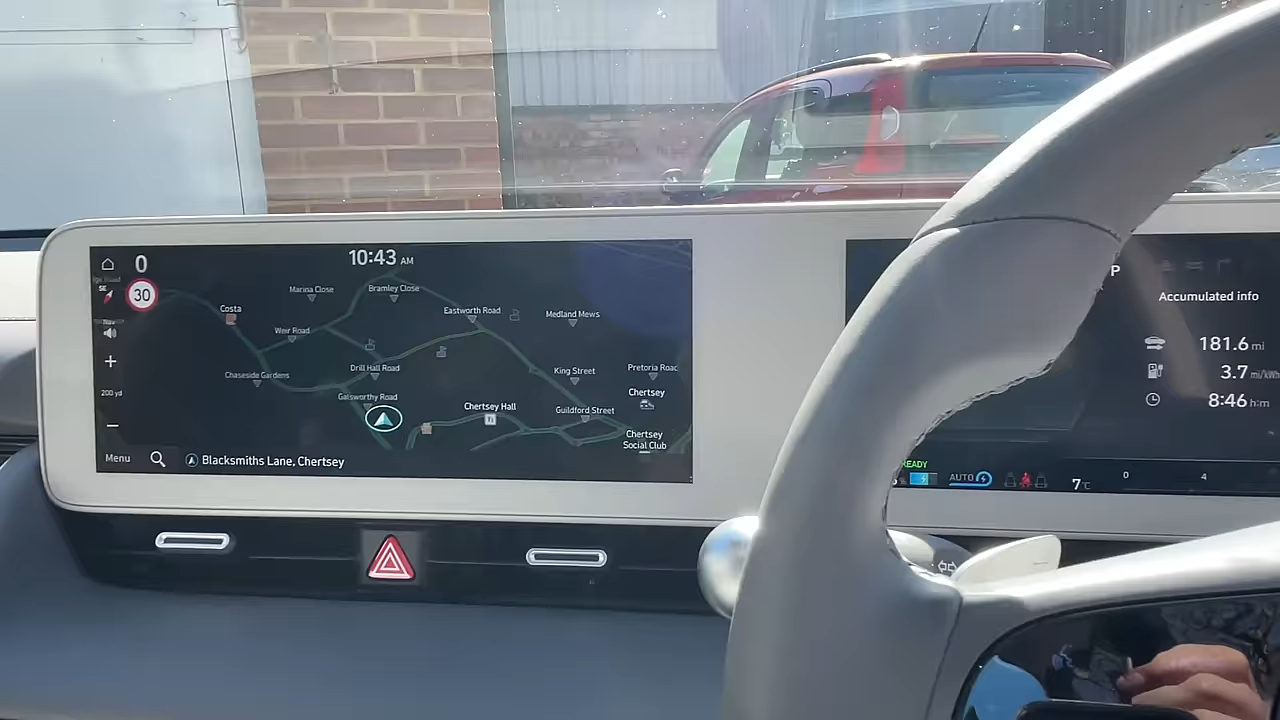 0
10:43 AM
SE
30
Marina Close
Bramley Close
Costa
Eastworth Road
Medland Mews
Nav
Weir Road
Drill Hall Road
King Street
Pretoria Road
Chaseside Gardens
200 yd
Galsworthy Road
Chertsey
Chertsey Hall
Guildford Street
Chertsey
Social Club
Menu
Blacksmiths Lane, Chertsey
P
Accumulated info
181.6 mi
3.7 mi/kWh
8:46 h:m
READY
AUTO
7°C
0
4